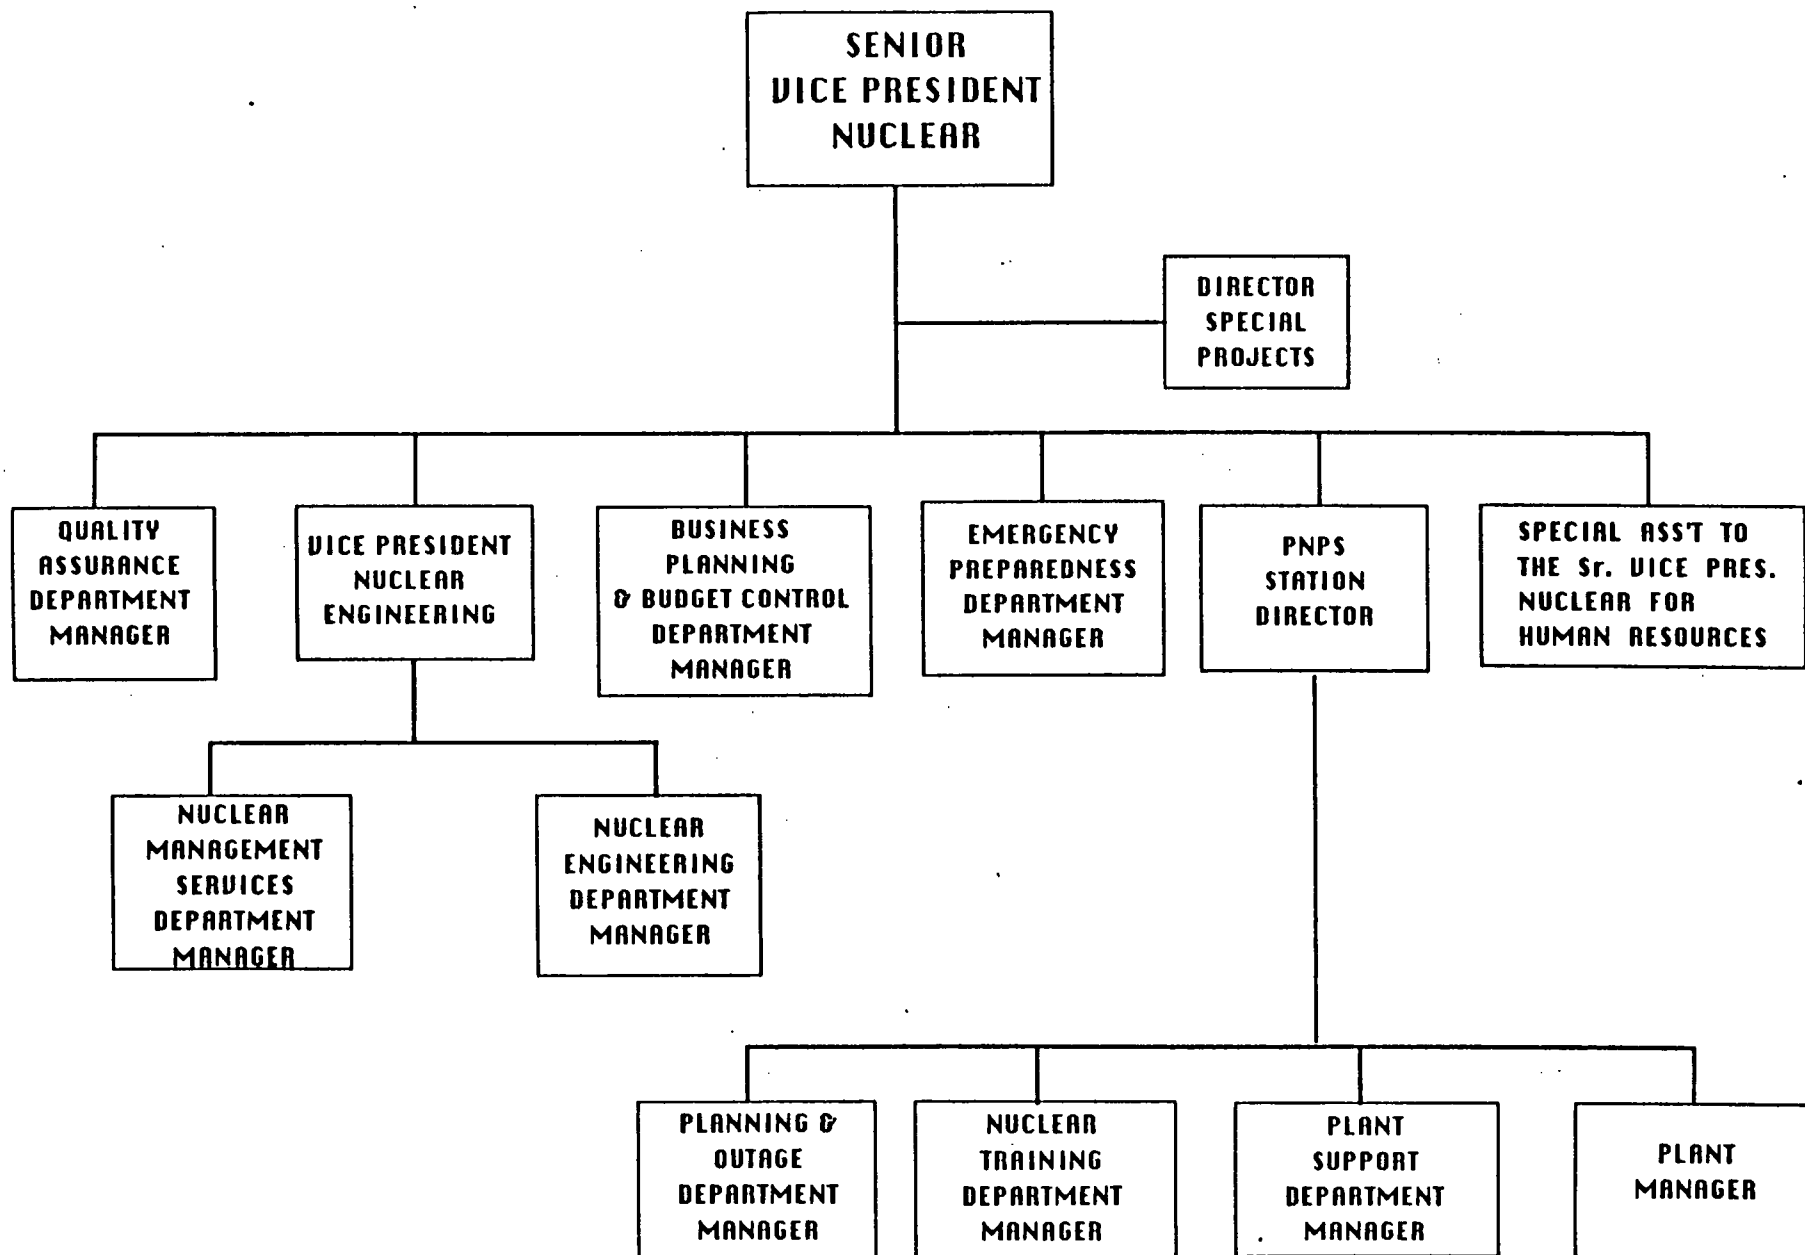 SENIOR
VICE PRESIDENT
NUCLEAR
DIRECTOR
SPECIAL
PROJECTS
QUALITY
ASSURANCE
DEPARTMENT
MANAGER
VICE PRESIDENT
NUCLEAR
ENGINEERING
BUSINESS
PLANNING
& BUDGET CONTROL
DEPARTMENT
MANAGER
EMERGENCY
PREPAREDNESS
DEPARTMENT
MANAGER
PNPS
STATION
DIRECTOR
SPECIAL ASS'T TO
THE Sr. VICE PRES.
NUCLEAR FOR
HUMAN RESOURCES
NUCLEAR
MANAGEMENT
SERVICES
DEPARTMENT
MANAGER
NUCLEAR
ENGINEERING
DEPARTMENT
MANAGER
PLANNING &
OUTAGE
DEPARTMENT
MANAGER
NUCLEAR
TRAINING
DEPARTMENT
MANAGER
PLANT
SUPPORT
DEPARTMENT
MANAGER
PLANT
MANAGER